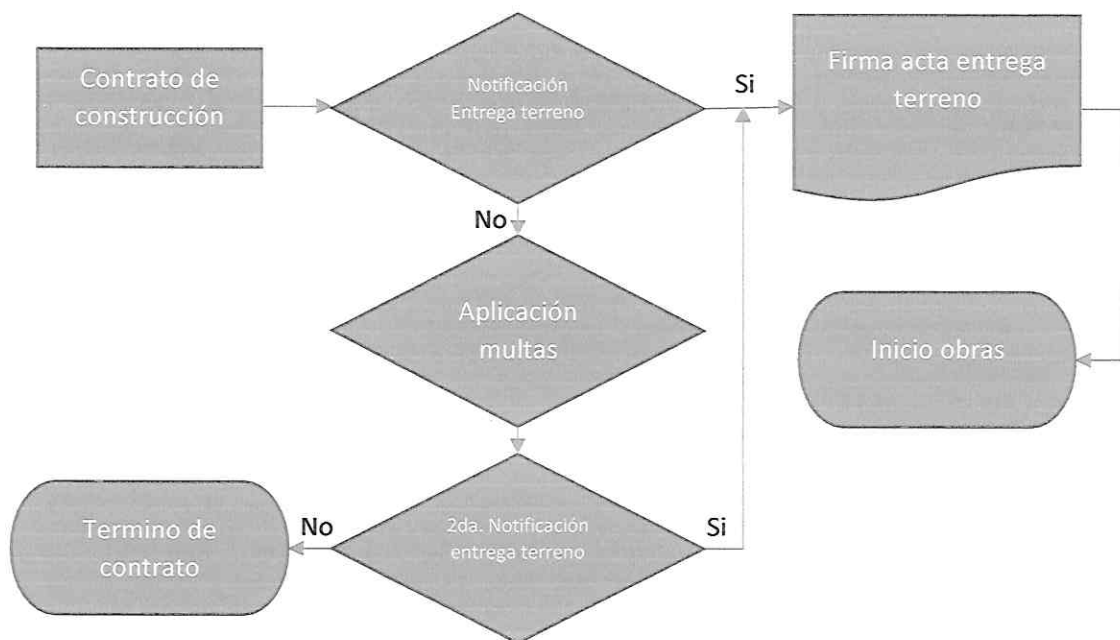 Contrato de
construcción
Notificación
Entrega terreno
Si
Firma acta entrega
terreno
No
Aplicación
multas
Inicio obras
Termino de
contrato
No
2da. Notificación
entrega terreno
Si